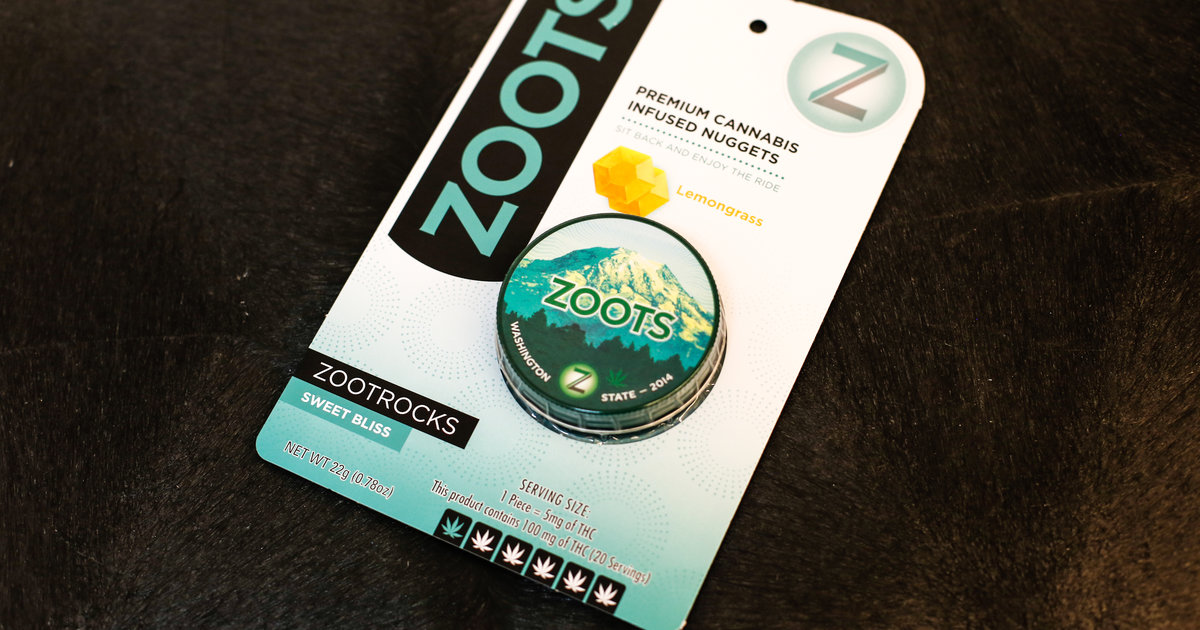 ZOOTS
Z
PREMIUM CANNABIS
INFUSED NUGGETS
SIT BACK AND ENJOY THE RIDE
Lemongrass
ZOOTS
WASHINGTON
Z
STATE – 2014
ZOOTROCKS
SWEET BLISS
NET WT 22g (0.78oz)
SERVING SIZE:
1 Piece = 5mg of THC
This product contains 100 mg of THC (20 Servings)